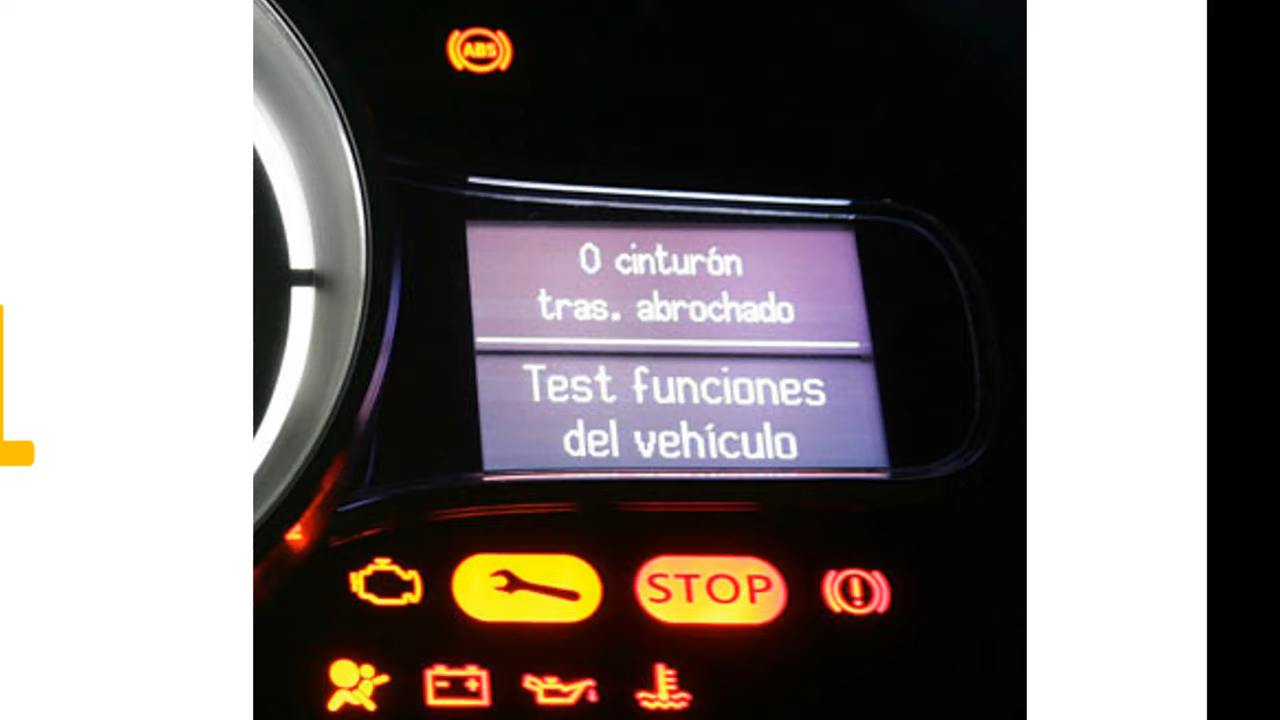 ABS
0 cinturón
tras. abrochado
Test funciones
del vehículo
STOP